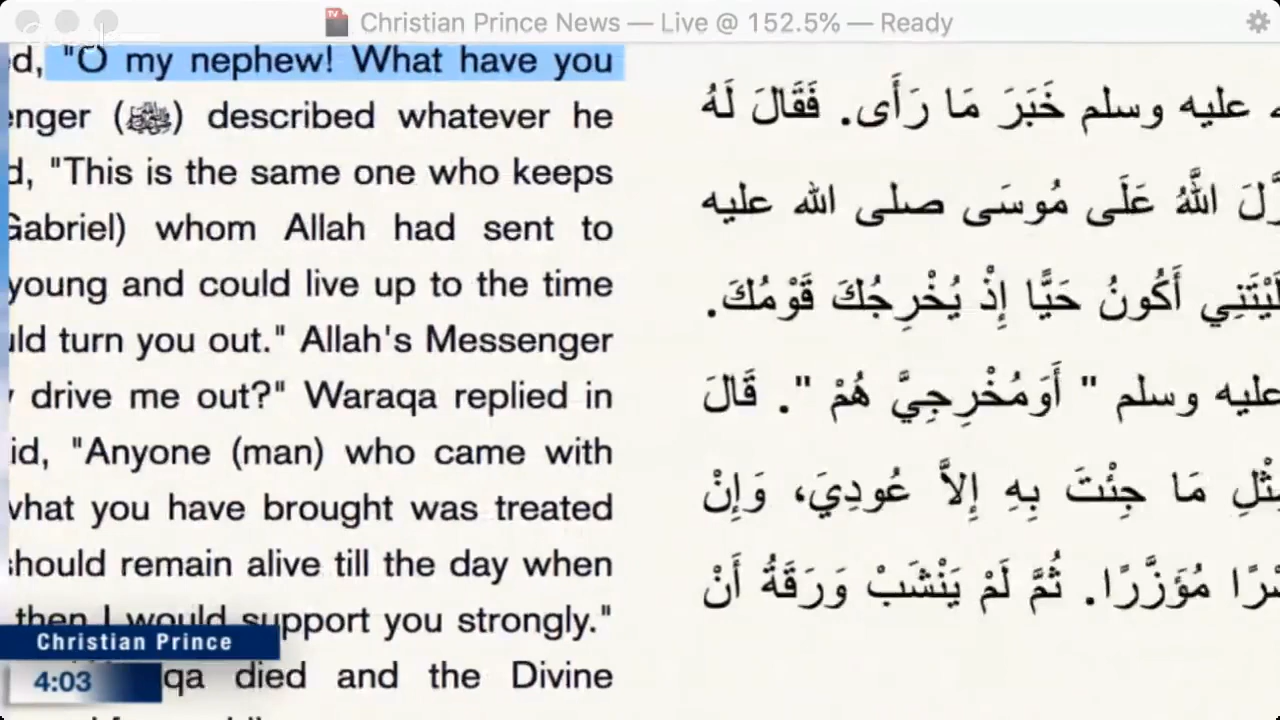 Christian Prince News — Live @ 152.5% — Ready
ed, "O my nephew! What have you
enger (ﷺ) described whatever he
d, "This is the same one who keeps
Gabriel) whom Allah had sent to
young and could live up to the time
uld turn you out." Allah's Messenger
drive me out?" Waraqa replied in
id, "Anyone (man) who came with
what you have brought was treated
should remain alive till the day when
then I would support you strongly."
qa died and the Divine
عليه وسلم خَبَرَ مَا رَأَى. فَقَالَ لَهُ
زَّلَ اللَّهُ عَلَى مُوسَى صلى الله عليه
لَيْتَنِي أَكُونُ حَيًّا إِذْ يُخْرِجُكَ قَوْمُكَ.
عليه وسلم " أَوَمُخْرِجِيَّ هُمْ ". قَالَ
مِثْلِ مَا جِئْتَ بِهِ إِلاَّ عُودِيَ، وَإِنْ
صْرًا مُؤَزَّرًا. ثُمَّ لَمْ يَنْشَبْ وَرَقَةُ أَنْ
Christian Prince
4:03